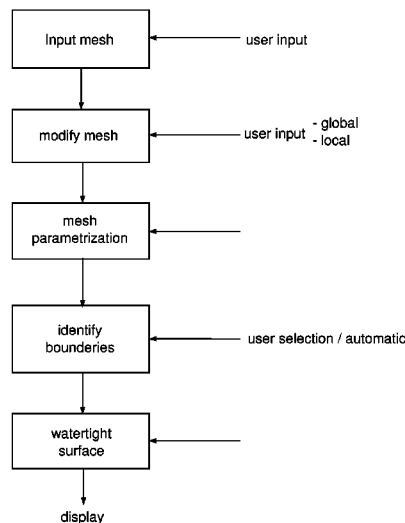 Input mesh
user input
modify mesh
user input - global
- local
mesh
parametrization
identify
bounderies
user selection / automatic
watertight
surface
display